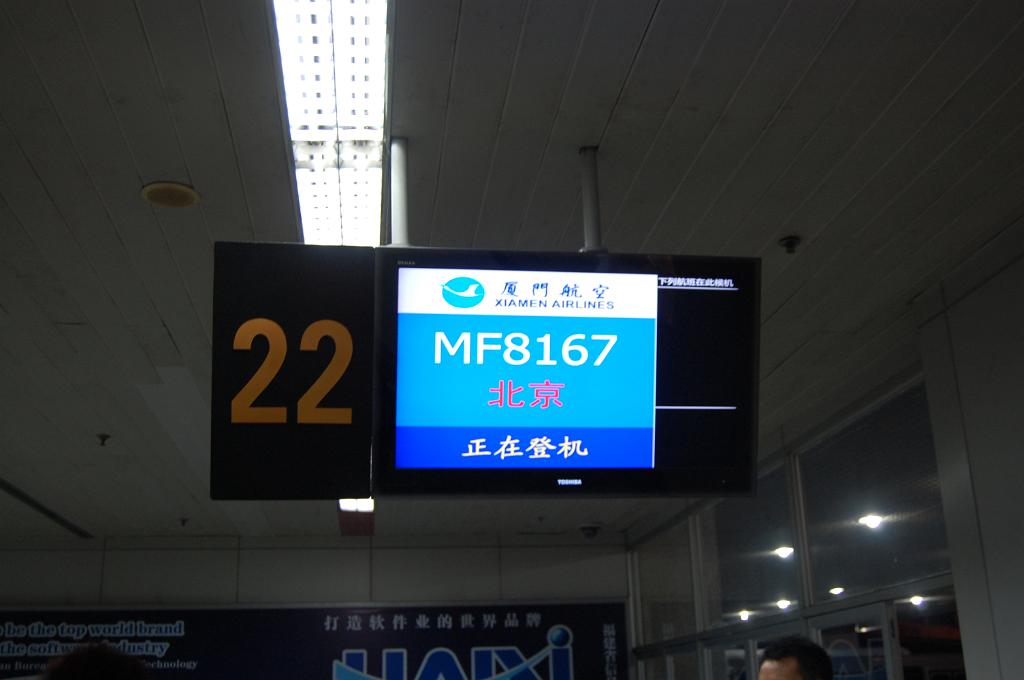 22
厦門航空
XIAMEN AIRLINES
MF8167
北京
正在登机
下列航班在此候机
TOSHIBA
be the top world brand
the software industry
打造软件业的世界品牌
HAIXI